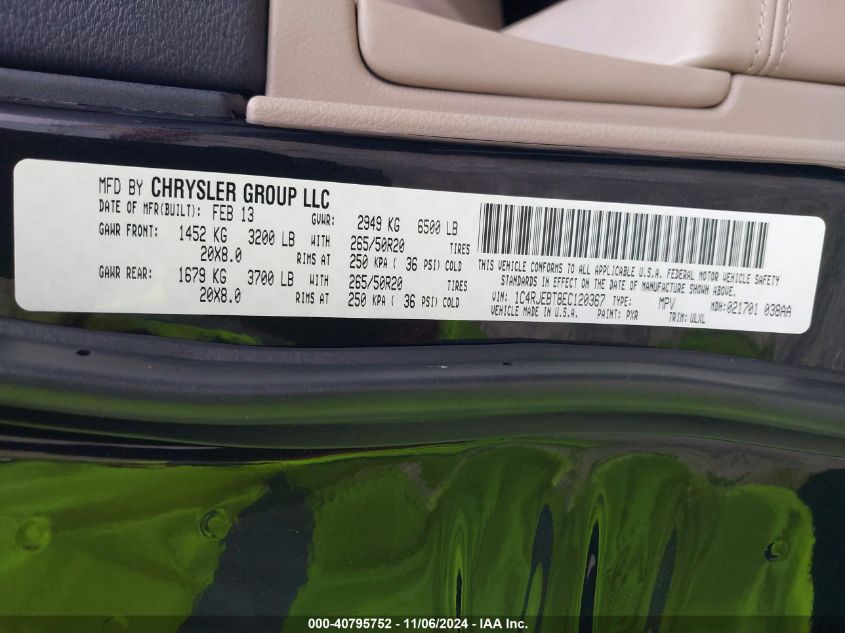 MFD BY CHRYSLER GROUP LLC
DATE OF MFR(BUILT): FEB 13 GVWR: 2949 KG 6500 LB
GAWR FRONT: 1452 KG 3200 LB WITH 265/50R20 TIRES
20X8.0 RIMS AT 250 KPA ( 36 PSI) COLD
GAWR REAR: 1679 KG 3700 LB WITH 265/50R20 TIRES
20X8.0 RIMS AT 250 KPA ( 36 PSI) COLD
THIS VEHICLE CONFORMS TO ALL APPLICABLE U.S.A. FEDERAL MOTOR VEHICLE SAFETY
STANDARDS IN EFFECT ON THE DATE OF MANUFACTURE SHOWN ABOVE.
VIN: 1C4RJEBT8EC120367 TYPE: MPV MDH:021701 038AA
VEHICLE MADE IN U.S.A. PAINT: PXR TRIM: ULXL
000-40795752 - 11/06/2024 - IAA Inc.